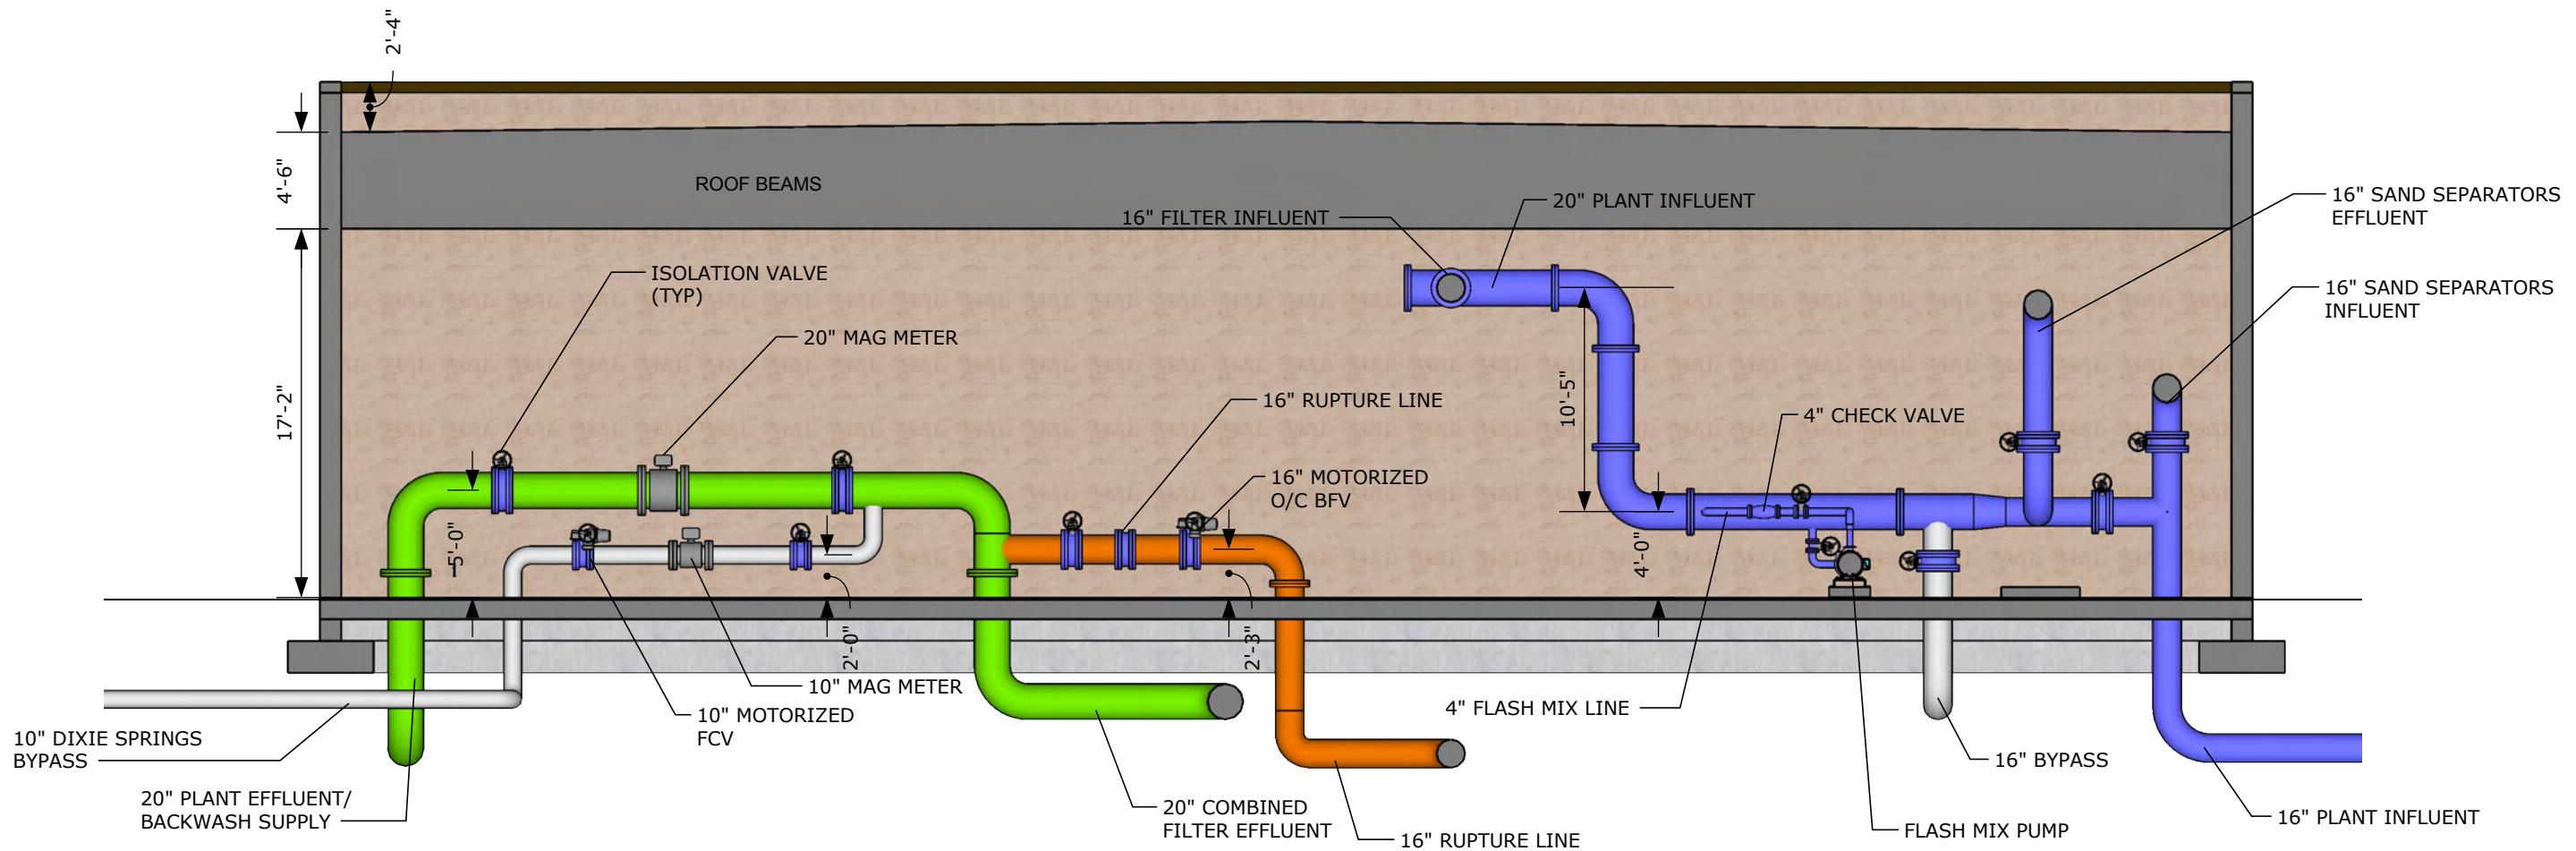 2'-4"
4'-6"
ROOF BEAMS
17'-2"
16" FILTER INFLUENT
20" PLANT INFLUENT
16" SAND SEPARATORS
EFFLUENT
16" SAND SEPARATORS
INFLUENT
ISOLATION VALVE
(TYP)
20" MAG METER
16" RUPTURE LINE
10'-5"
4" CHECK VALVE
16" MOTORIZED
O/C BFV
5'-0"
4'-0"
2'-0"
2'-3"
10" MAG METER
10" MOTORIZED
FCV
4" FLASH MIX LINE
10" DIXIE SPRINGS
BYPASS
16" BYPASS
20" PLANT EFFLUENT/
BACKWASH SUPPLY
20" COMBINED
FILTER EFFLUENT
16" RUPTURE LINE
FLASH MIX PUMP
16" PLANT INFLUENT